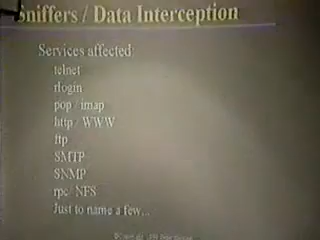 Sniffers / Data Interception
Services affected:
telnet
rlogin
pop / imap
http / WWW
ftp
SMTP
SNMP
rpc/ NFS
Just to name a few...